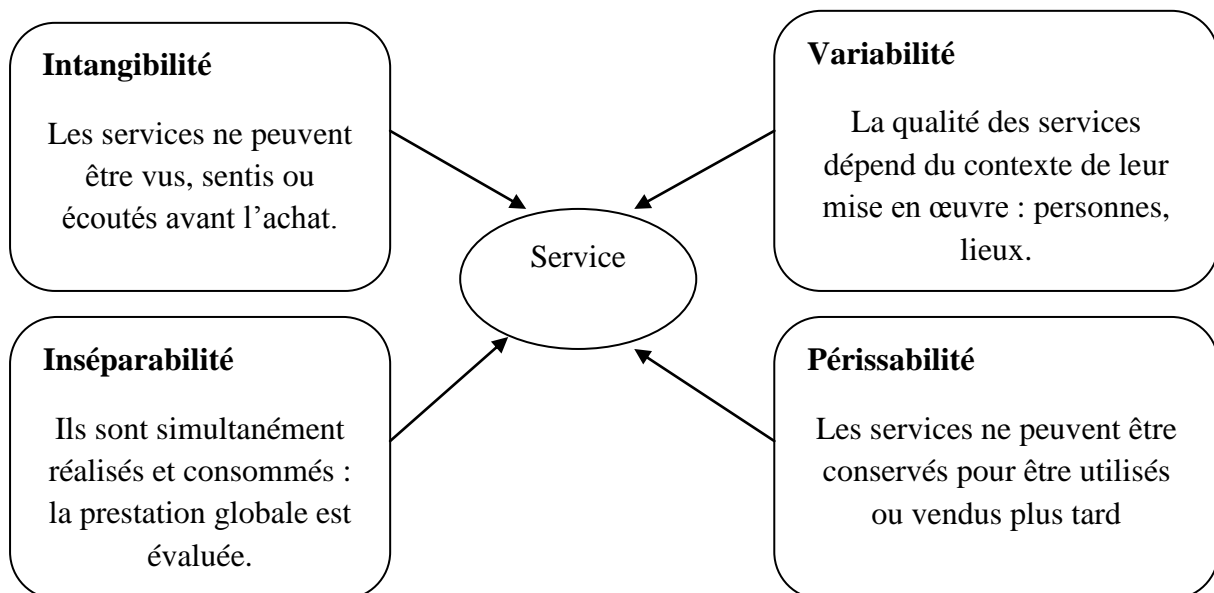 Intangibilité
Les services ne peuvent
être vus, sentis ou
écoutés avant l’achat.
Variabilité
La qualité des services
dépend du contexte de leur
mise en œuvre : personnes,
lieux.
Service
Inséparabilité
Ils sont simultanément
réalisés et consommés :
la prestation globale est
évaluée.
Périssabilité
Les services ne peuvent être
conservés pour être utilisés
ou vendus plus tard